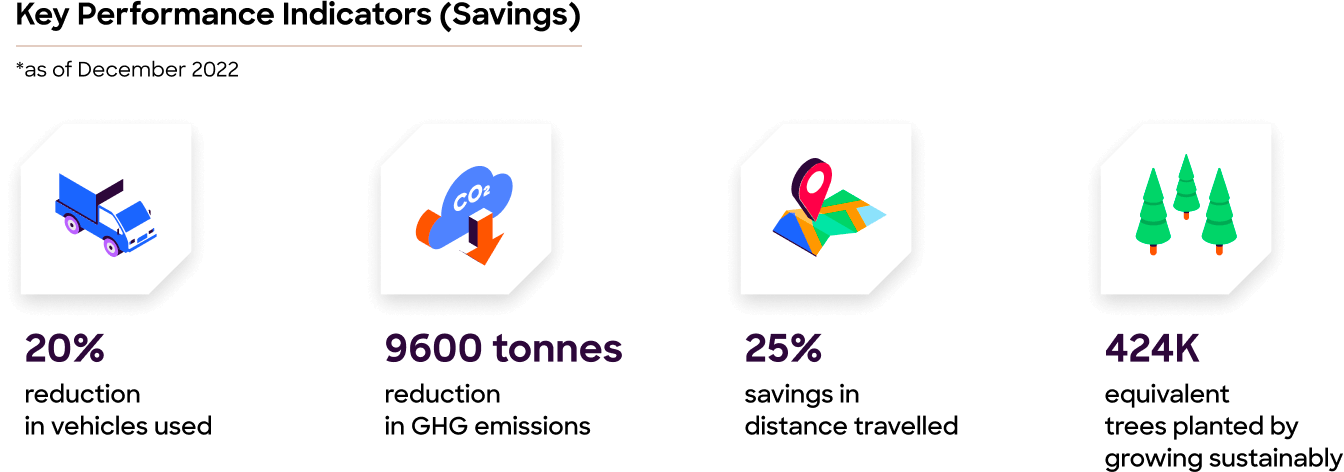 Key Performance Indicators (Savings)
*as of December 2022
CO2
20%
reduction
in vehicles used
9600 tonnes
reduction
in GHG emissions
25%
savings in
distance travelled
424K
equivalent
trees planted by
growing sustainably